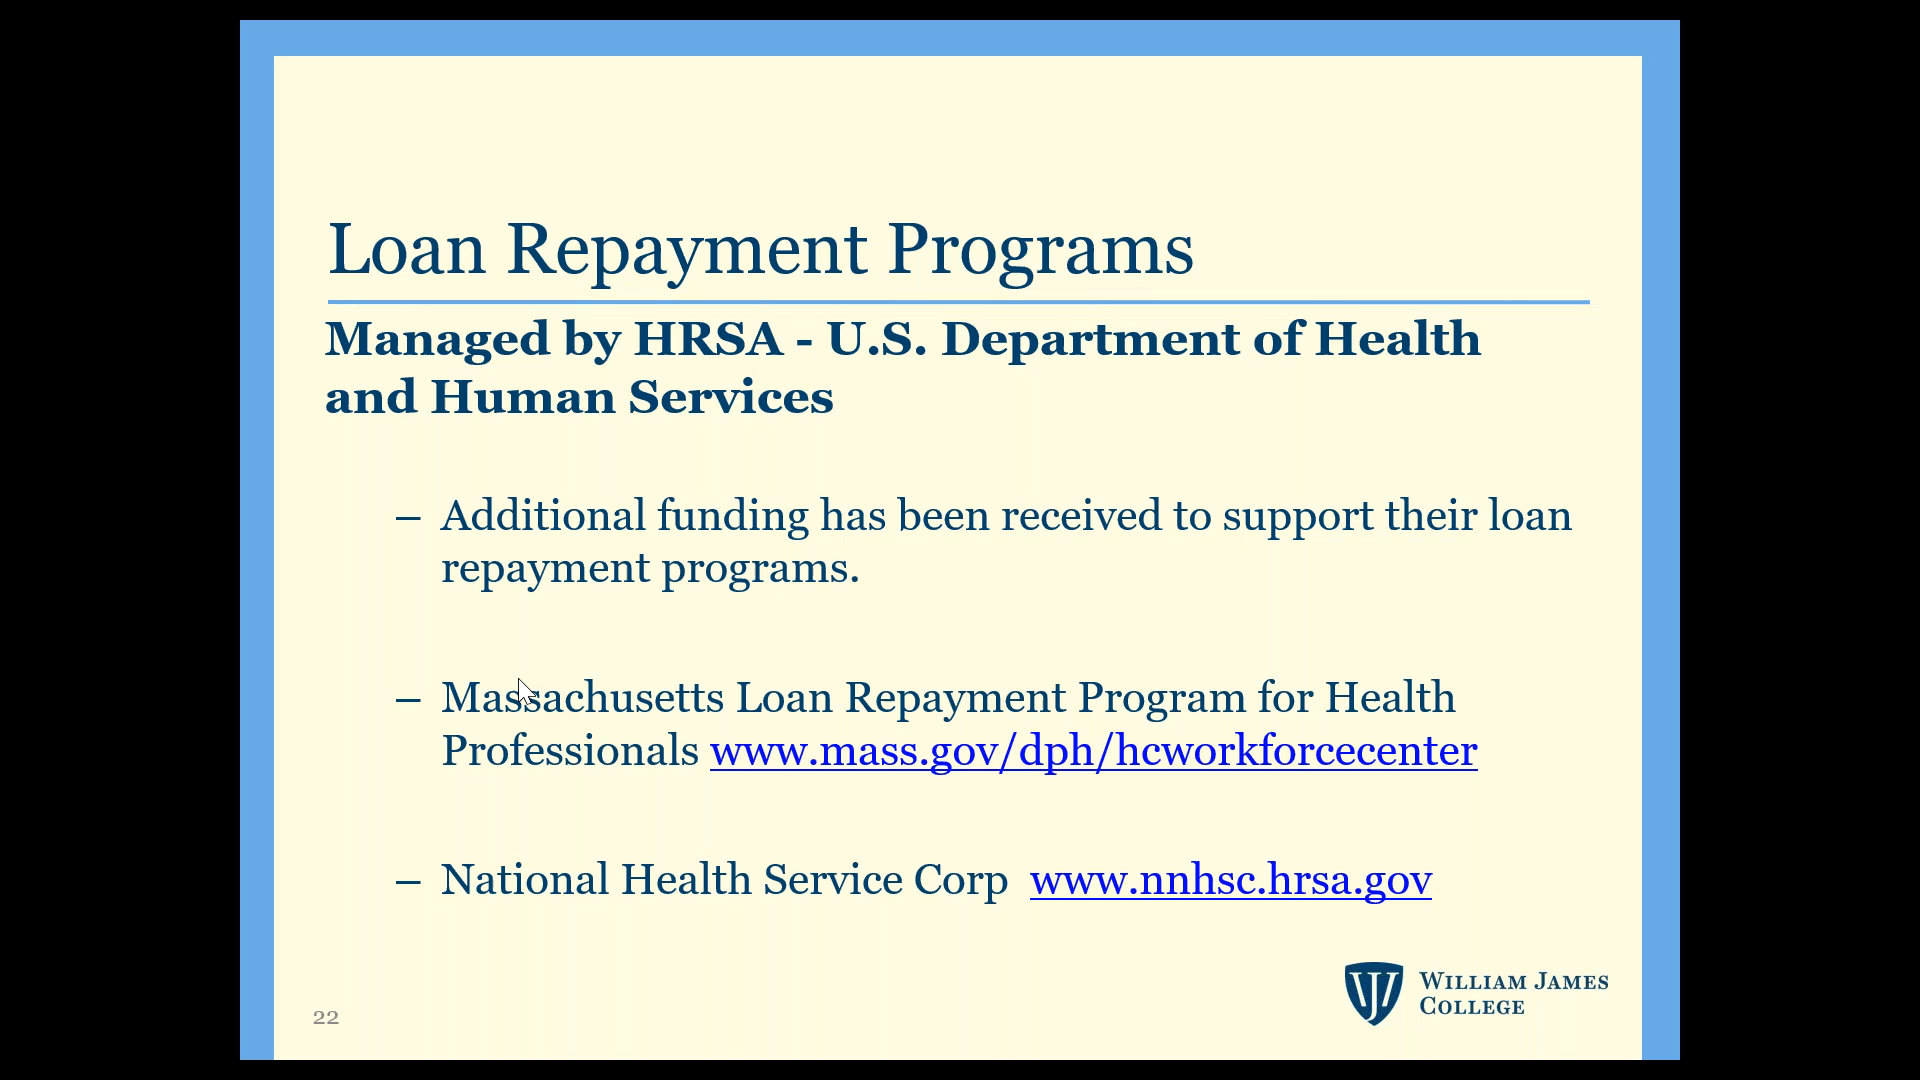 Loan Repayment Programs
Managed by HRSA - U.S. Department of Health
and Human Services
– Additional funding has been received to support their loan
repayment programs.
– Massachusetts Loan Repayment Program for Health
Professionals www.mass.gov/dph/hcworkforcecenter
– National Health Service Corp www.nnhsc.hrsa.gov
22
WJ
WILLIAM JAMES
COLLEGE